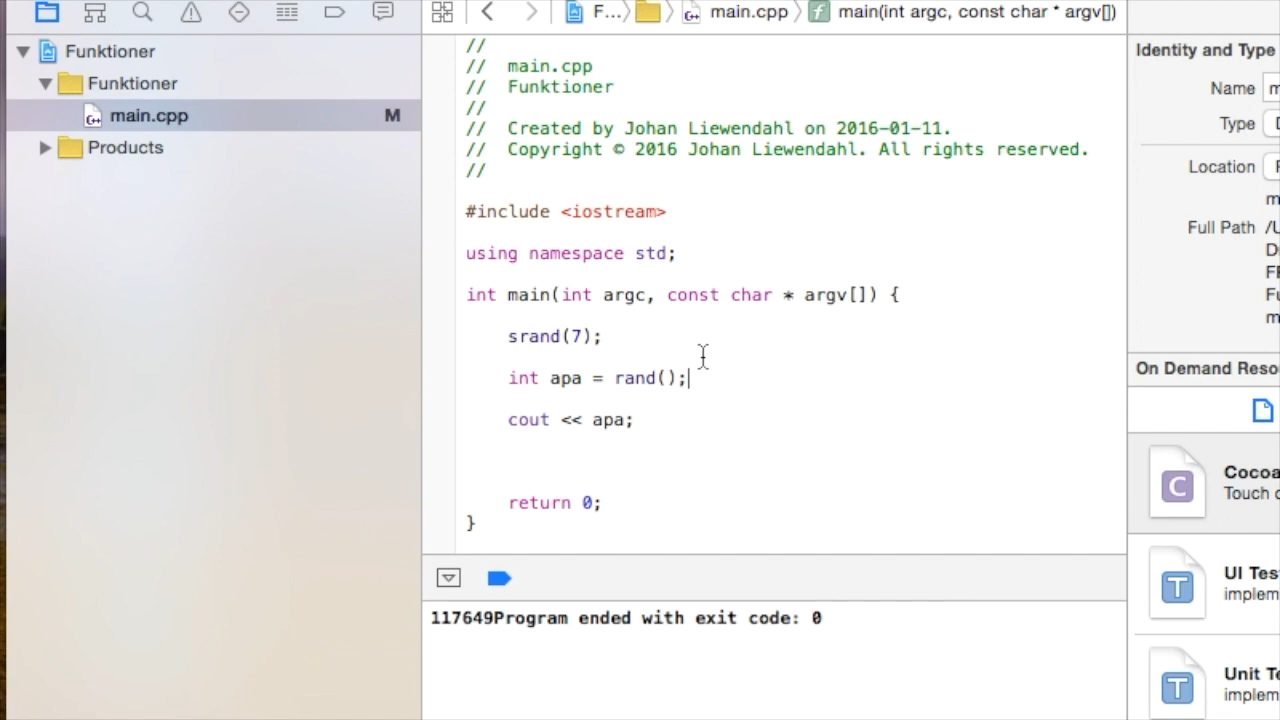 F... main.cpp main(int argc, const char * argv[])
Funktioner
Funktioner
main.cpp M
Products
//
// main.cpp
// Funktioner
//
// Created by Johan Liewendahl on 2016-01-11.
// Copyright © 2016 Johan Liewendahl. All rights reserved.
//
#include <iostream>
using namespace std;
int main(int argc, const char * argv[]) {
srand(7);
int apa = rand();
cout << apa;
return 0;
}
117649Program ended with exit code: 0
Identity and Type
Name
Type
Location
Full Path /U
On Demand Reso
C Cocoa
Touch c
T UI Tes
implem
T Unit Te
implem